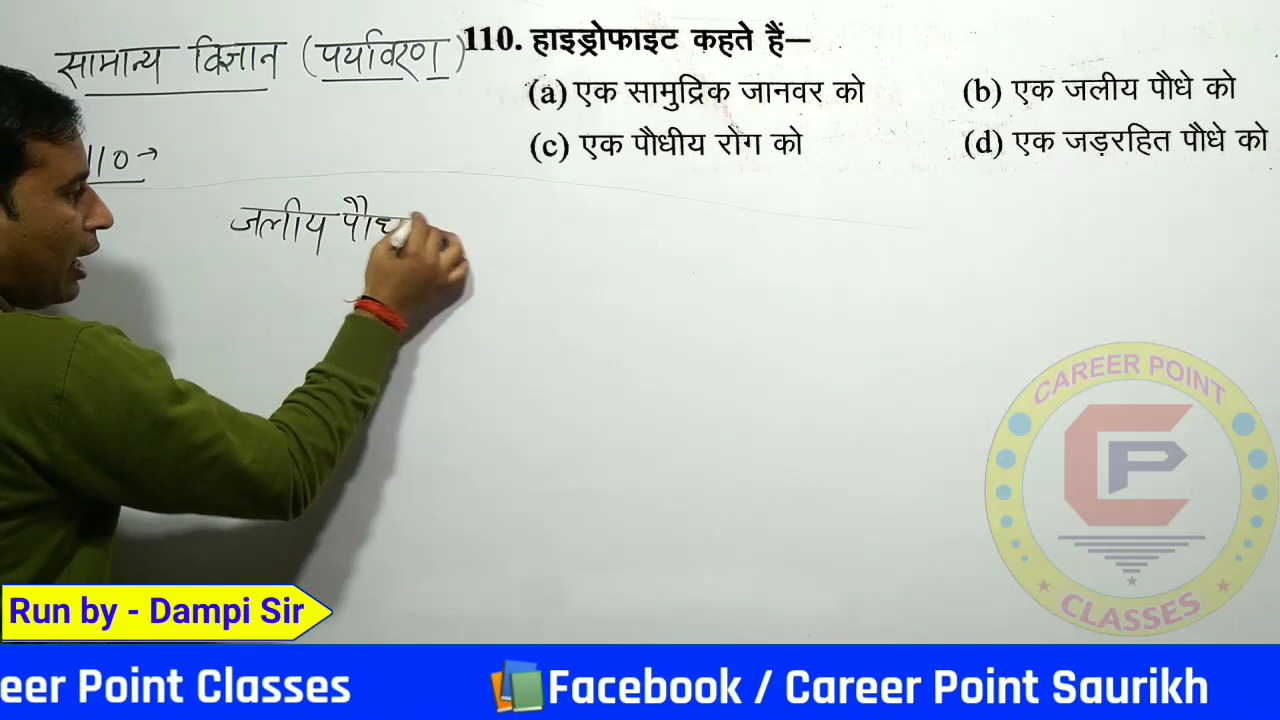 सामान्य विज्ञान (पर्यावरण)
110. हाइड्रोफाइट कहते हैं—
(a) एक सामुद्रिक जानवर को
(b) एक जलीय पौधे को
(c) एक पौधीय रोग को
(d) एक जड़रहित पौधे को
110→
जलीय पौध
CAREER POINT
CP
CLASSES
Run by - Dampi Sir
eer Point Classes
Facebook / Career Point Saurikh